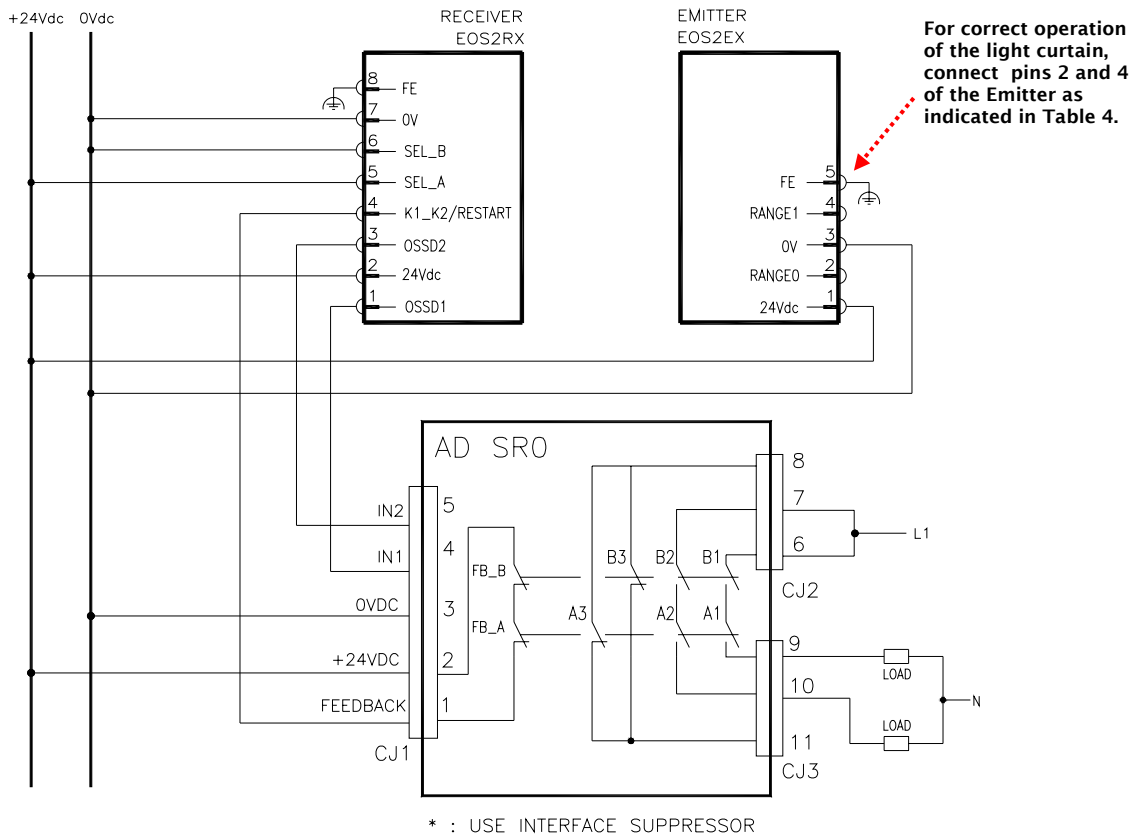 +24Vdc 0Vdc
RECEIVER
EOS2RX
EMITTER
EOS2EX
For correct operation
of the light curtain,
connect pins 2 and 4
of the Emitter as
indicated in Table 4.
8 FE
7 0V
6 SEL_B
5 SEL_A
4 K1_K2/RESTART
3 OSSD2
2 24Vdc
1 OSSD1
FE 5
RANGE1 4
0V 3
RANGE0 2
24Vdc 1
AD SR0
IN2 5
IN1 4
0VDC 3
+24VDC 2
FEEDBACK 1
CJ1
FB_B
FB_A
B3 B2 B1
A3 A2 A1
8
7
6
CJ2
L1
9
10
11
CJ3
LOAD
LOAD
N
* : USE INTERFACE SUPPRESSOR